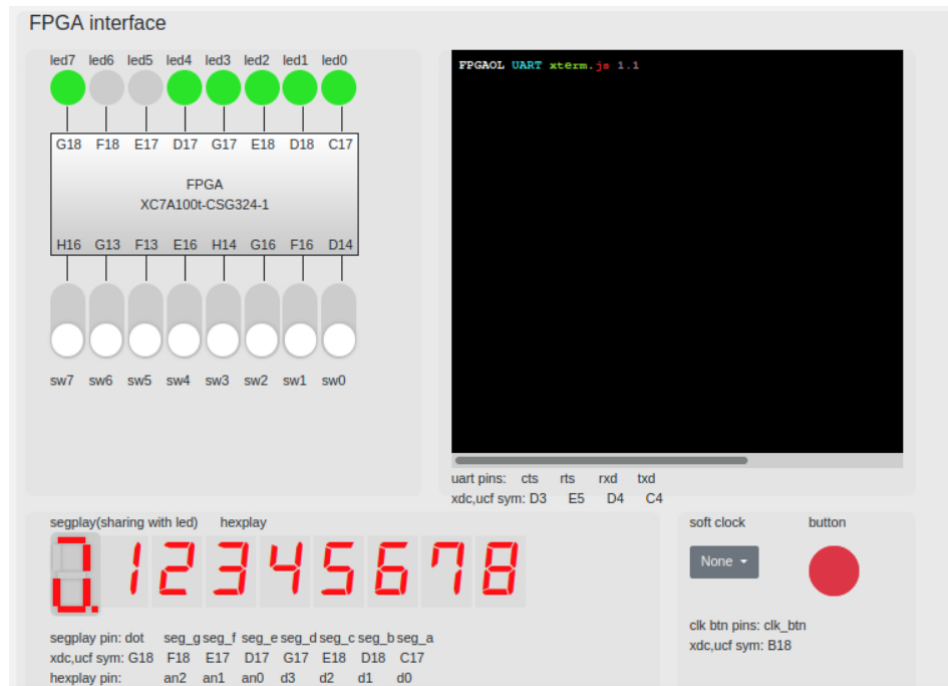 FPGA interface
led7 led6 led5 led4 led3 led2 led1 led0
G18 F18 E17 D17 G17 E18 D18 C17
FPGA
XC7A100t-CSG324-1
H16 G13 F13 E16 H14 G16 F16 D14
sw7 sw6 sw5 sw4 sw3 sw2 sw1 sw0
FPGAOL UART xterm.js 1.1
uart pins: cts rts rxd txd
xdc,ucf sym: D3 E5 D4 C4
segplay(sharing with led) hexplay
12345678
segplay pin: dot seg_g seg_f seg_e seg_d seg_c seg_b seg_a
xdc,ucf sym: G18 F18 E17 D17 G17 E18 D18 C17
hexplay pin: an2 an1 an0 d3 d2 d1 d0
soft clock button
None
clk btn pins: clk_btn
xdc,ucf sym: B18